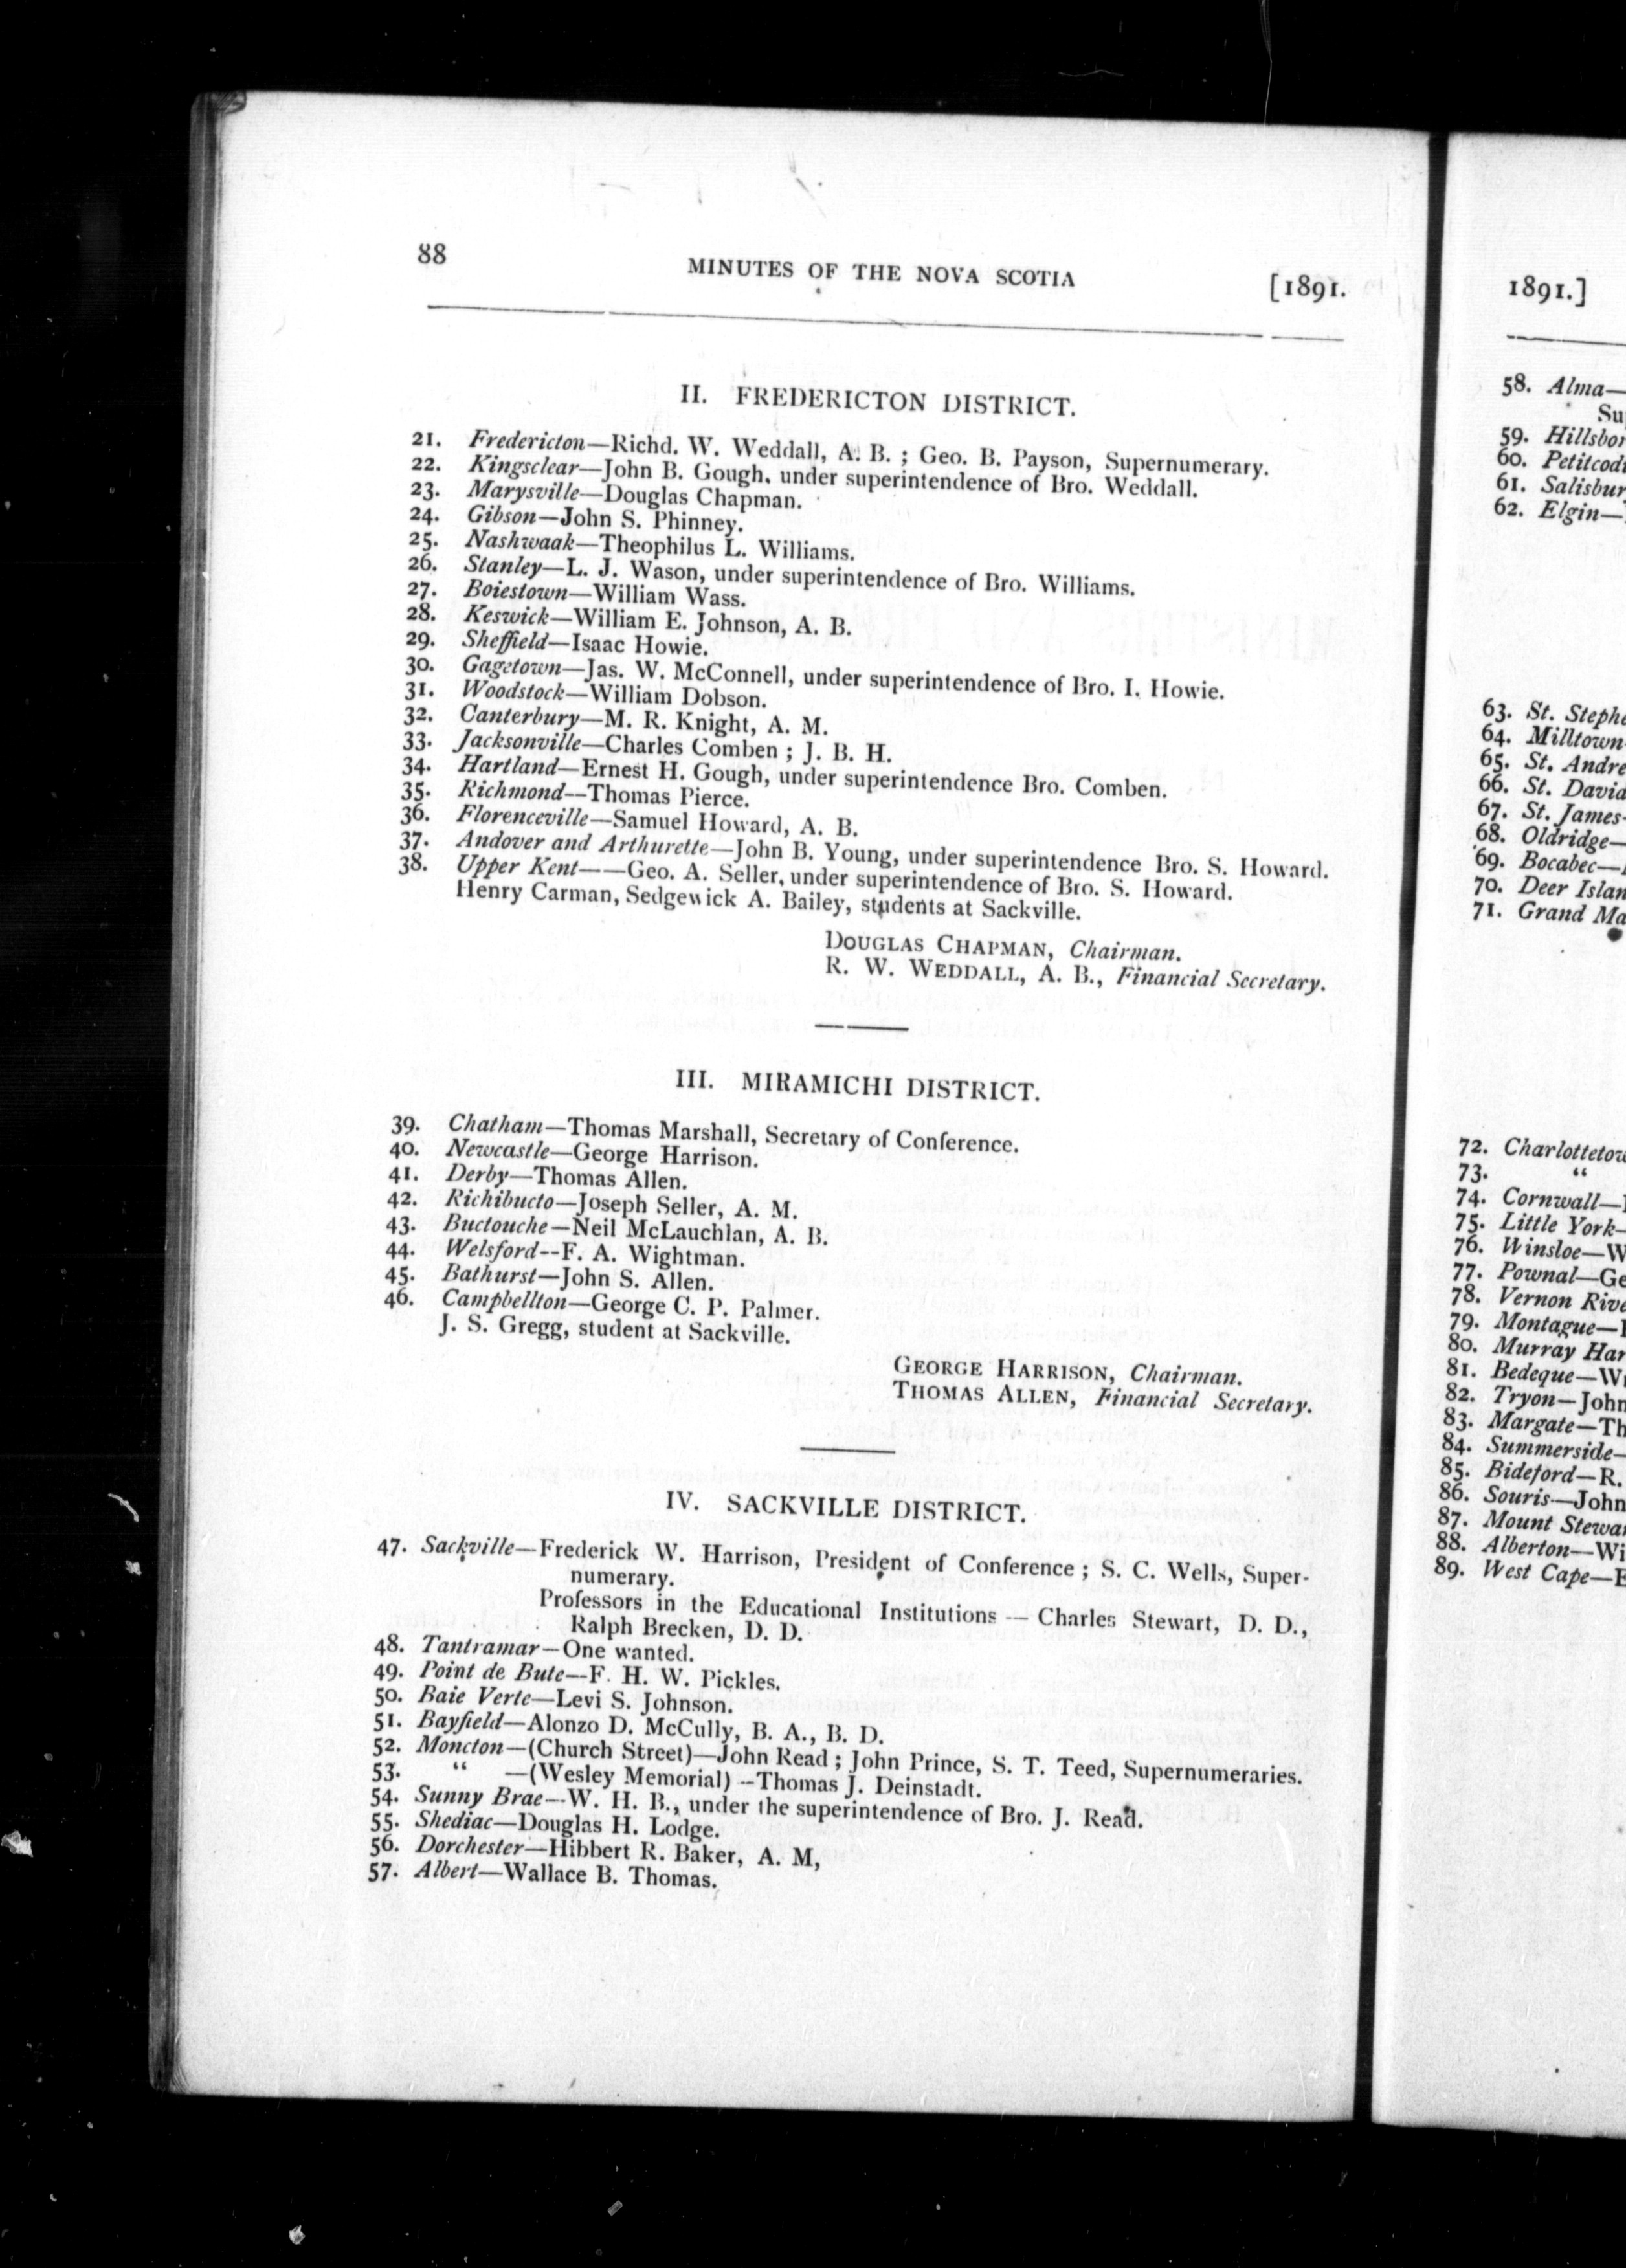 88 MINUTES OF THE NOVA SCOTIA [1891.
II. FREDERICTON DISTRICT.
21. Fredericton—Richd. W. Weddall, A. B. ; Geo. B. Payson, Supernumerary.
22. Kingsclear—John B. Gough, under superintendence of Bro. Weddall.
23. Marysville—Douglas Chapman.
24. Gibson—John S. Phinney.
25. Nashwaak—Theophilus L. Williams.
26. Stanley—L. J. Wason, under superintendence of Bro. Williams.
27. Boiestown—William Wass.
28. Keswick—William E. Johnson, A. B.
29. Sheffield—Isaac Howie.
30. Gagetown—Jas. W. McConnell, under superintendence of Bro. I. Howie.
31. Woodstock—William Dobson.
32. Canterbury—M. R. Knight, A. M.
33. Jacksonville—Charles Comben ; J. B. H.
34. Hartland—Ernest H. Gough, under superintendence Bro. Comben.
35. Richmond--Thomas Pierce.
36. Florenceville—Samuel Howard, A. B.
37. Andover and Arthurette—John B. Young, under superintendence Bro. S. Howard.
38. Upper Kent——Geo. A. Seller, under superintendence of Bro. S. Howard.
Henry Carman, Sedgewick A. Bailey, students at Sackville.
DOUGLAS CHAPMAN, Chairman.
R. W. WEDDALL, A. B., Financial Secretary.
III. MIRAMICHI DISTRICT.
39. Chatham—Thomas Marshall, Secretary of Conference.
40. Newcastle—George Harrison.
41. Derby—Thomas Allen.
42. Richibucto—Joseph Seller, A. M.
43. Buctouche—Neil McLauchlan, A. B.
44. Welsford--F. A. Wightman.
45. Bathurst—John S. Allen.
46. Campbellton—George C. P. Palmer.
J. S. Gregg, student at Sackville.
GEORGE HARRISON, Chairman.
THOMAS ALLEN, Financial Secretary.
IV. SACKVILLE DISTRICT.
47. Sackville—Frederick W. Harrison, President of Conference ; S. C. Wells, Super-
numerary.
Professors in the Educational Institutions — Charles Stewart, D. D.,
Ralph Brecken, D. D.
48. Tantramar—One wanted.
49. Point de Bute--F. H. W. Pickles.
50. Baie Verte—Levi S. Johnson.
51. Bayfield—Alonzo D. McCully, B. A., B. D.
52. Moncton—(Church Street)—John Read ; John Prince, S. T. Teed, Supernumeraries.
53. “ —(Wesley Memorial) --Thomas J. Deinstadt.
54. Sunny Brae—W. H. B., under the superintendence of Bro. J. Read.
55. Shediac—Douglas H. Lodge.
56. Dorchester—Hibbert R. Baker, A. M,
57. Albert—Wallace B. Thomas.
1891.]
58. Alma—
Su
59. Hillsbor
60. Petitcodi
61. Salisbur
62. Elgin—
63. St. Stephe
64. Milltown
65. St. Andre
66. St. David
67. St. James
68. Oldridge—
69. Bocabec—
70. Deer Islan
71. Grand Ma
72. Charlottetow
73. “
74. Cornwall—
75. Little York—
76. Winsloe—W
77. Pownal—Ge
78. Vernon Rive
79. Montague—
80. Murray Har
81. Bedeque—W
82. Tryon—John
83. Margate—Th
84. Summerside—
85. Bideford—R.
86. Souris—John
87. Mount Stewar
88. Alberton—Wi
89. West Cape—E